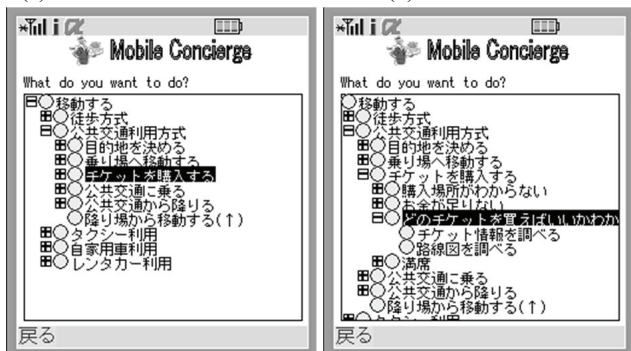 Mobile Concierge
What do you want to do?
移動する
徒歩方式
公共交通利用方式
目的地を決める
乗り場へ移動する
チケットを購入する
公共交通に乗る
公共交通から降りる
降り場から移動する(↑)
タクシー利用
自家用車利用
レンタカー利用
戻る
Mobile Concierge
What do you want to do?
移動する
徒歩方式
公共交通利用方式
目的地を決める
乗り場へ移動する
チケットを購入する
購入場所がわからない
お金が足りない
どのチケットを買えばいいかわか
チケット情報を調べる
路線図を調べる
満席
公共交通に乗る
公共交通から降りる
降り場から移動する(↑)
戻る